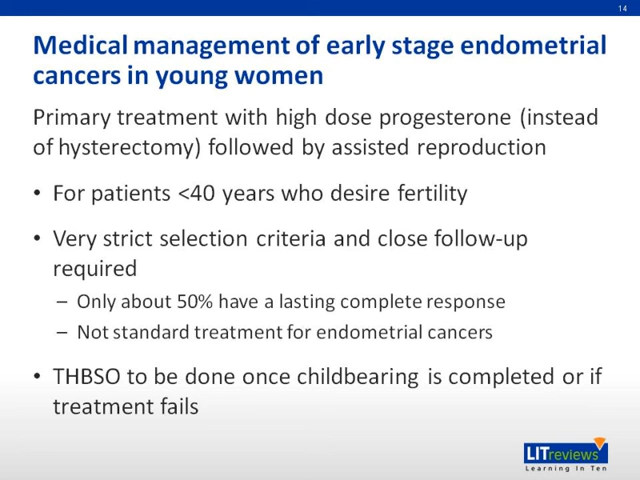 14
Medical management of early stage endometrial
cancers in young women
Primary treatment with high dose progesterone (instead
of hysterectomy) followed by assisted reproduction
• For patients <40 years who desire fertility
• Very strict selection criteria and close follow-up
required
– Only about 50% have a lasting complete response
– Not standard treatment for endometrial cancers
• THBSO to be done once childbearing is completed or if
treatment fails
LITreviews
Learning In Ten